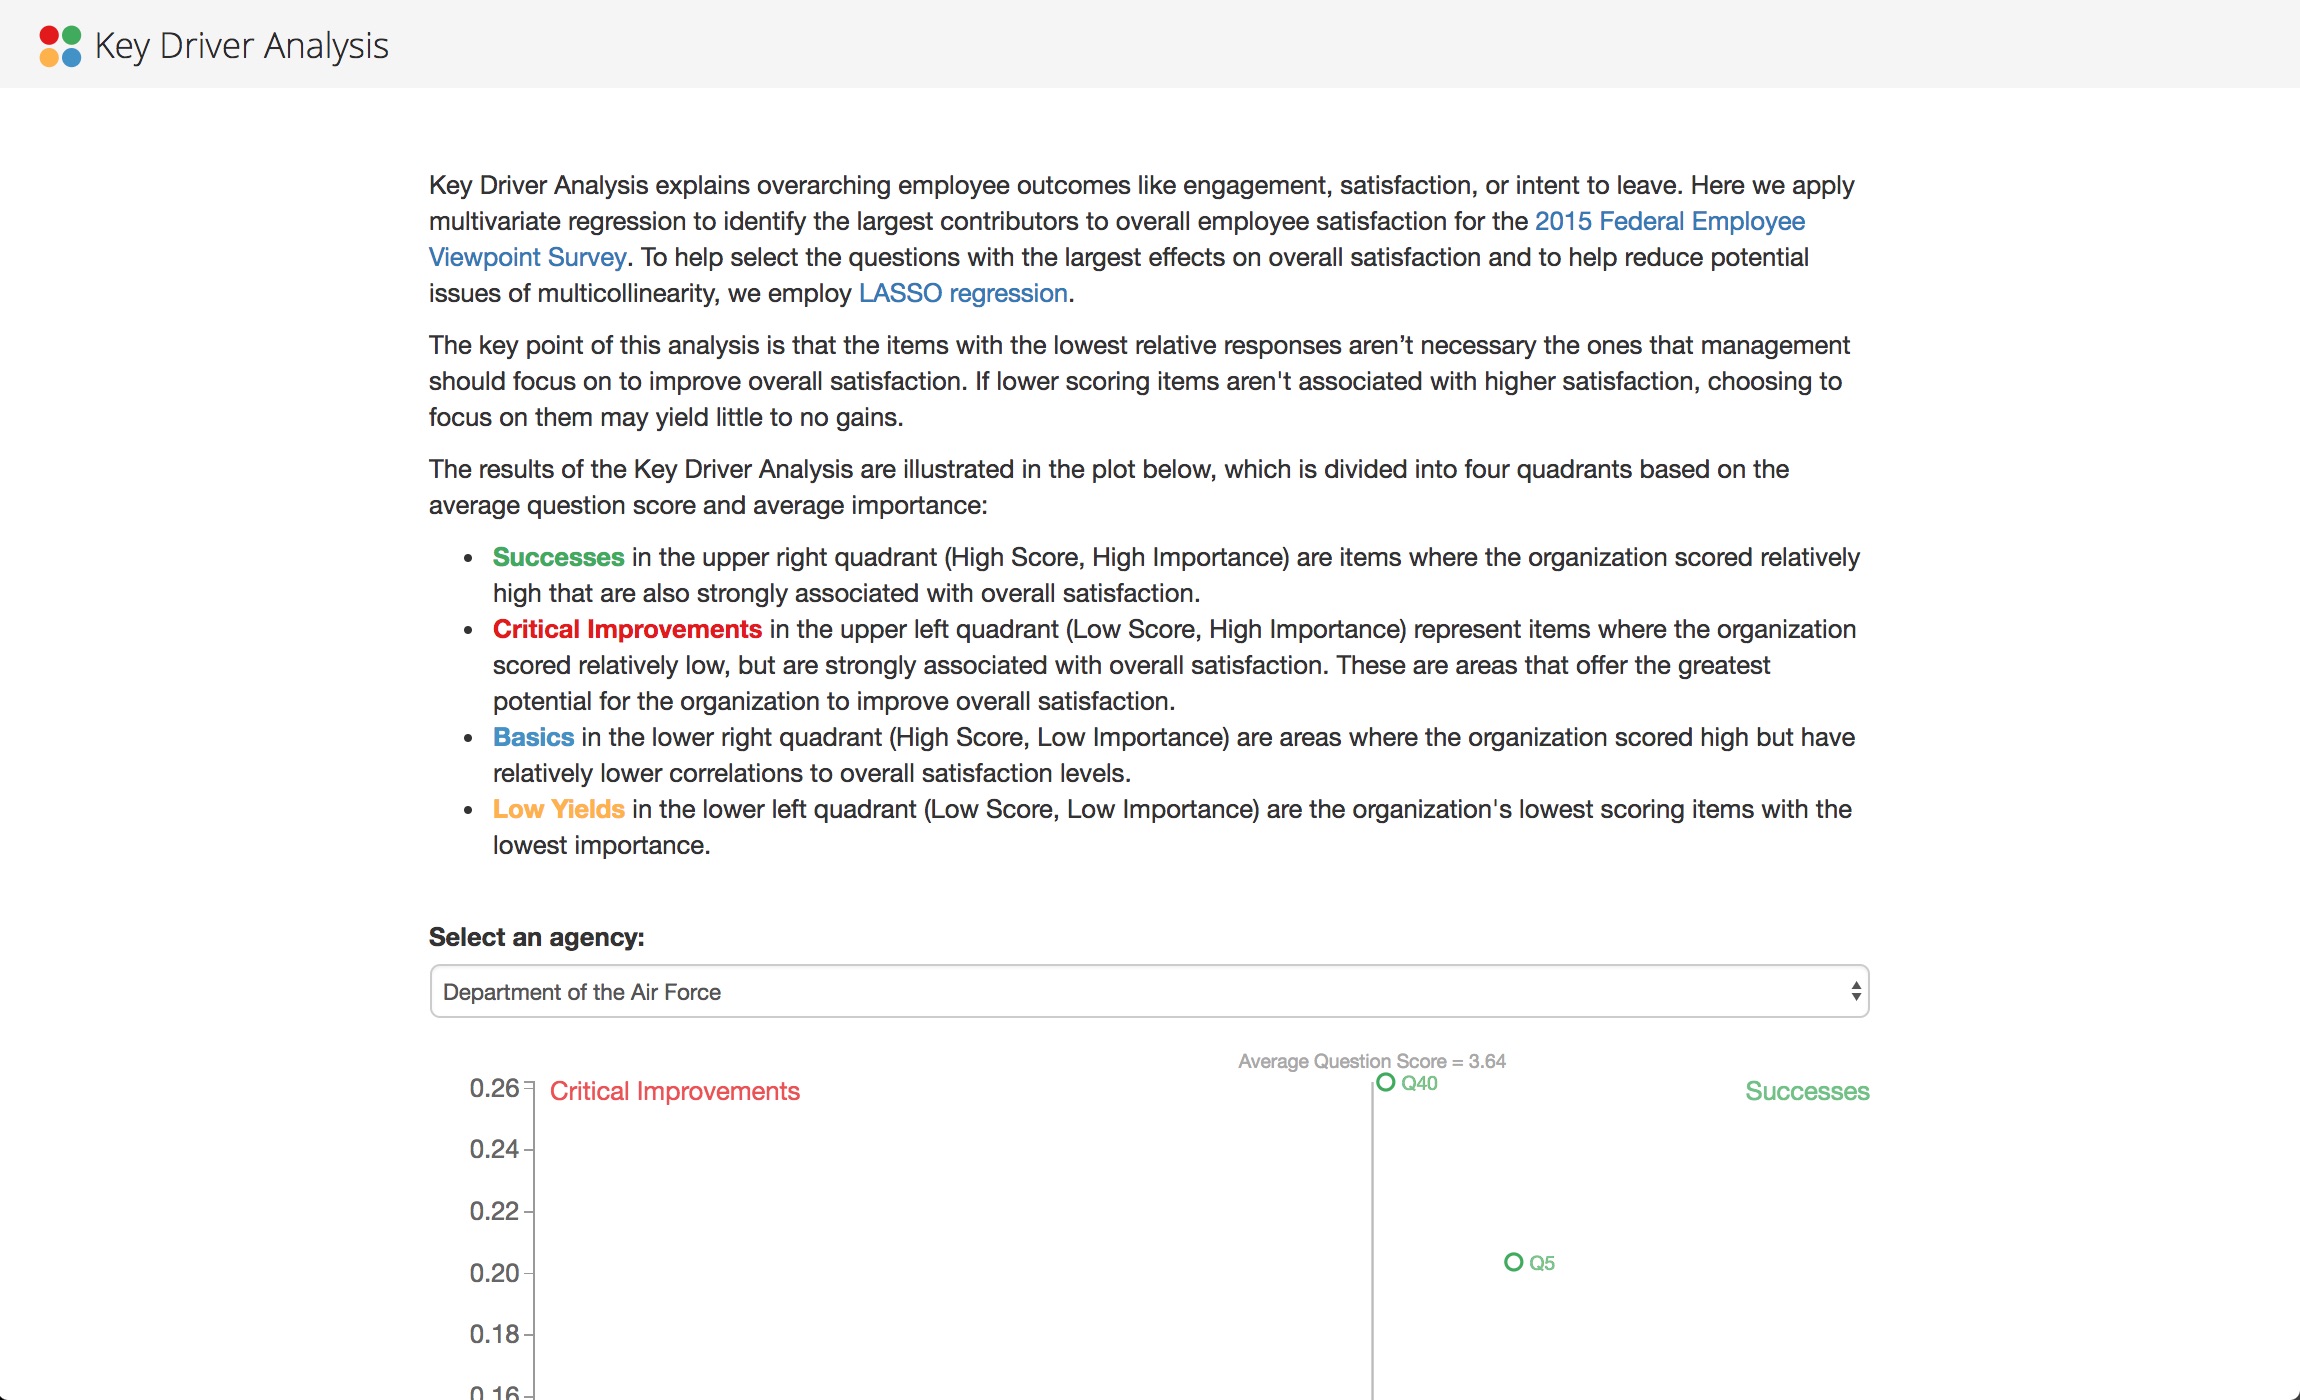 Key Driver Analysis
Key Driver Analysis explains overarching employee outcomes like engagement, satisfaction, or intent to leave. Here we apply
multivariate regression to identify the largest contributors to overall employee satisfaction for the 2015 Federal Employee
Viewpoint Survey. To help select the questions with the largest effects on overall satisfaction and to help reduce potential
issues of multicollinearity, we employ LASSO regression.
The key point of this analysis is that the items with the lowest relative responses aren’t necessary the ones that management
should focus on to improve overall satisfaction. If lower scoring items aren't associated with higher satisfaction, choosing to
focus on them may yield little to no gains.
The results of the Key Driver Analysis are illustrated in the plot below, which is divided into four quadrants based on the
average question score and average importance:
• Successes in the upper right quadrant (High Score, High Importance) are items where the organization scored relatively
high that are also strongly associated with overall satisfaction.
• Critical Improvements in the upper left quadrant (Low Score, High Importance) represent items where the organization
scored relatively low, but are strongly associated with overall satisfaction. These are areas that offer the greatest
potential for the organization to improve overall satisfaction.
• Basics in the lower right quadrant (High Score, Low Importance) are areas where the organization scored high but have
relatively lower correlations to overall satisfaction levels.
• Low Yields in the lower left quadrant (Low Score, Low Importance) are the organization's lowest scoring items with the
lowest importance.
Select an agency:
Department of the Air Force
Average Question Score = 3.64
0.26 Critical Improvements Q40 Successes
0.24
0.22
0.20 Q5
0.18
0.16